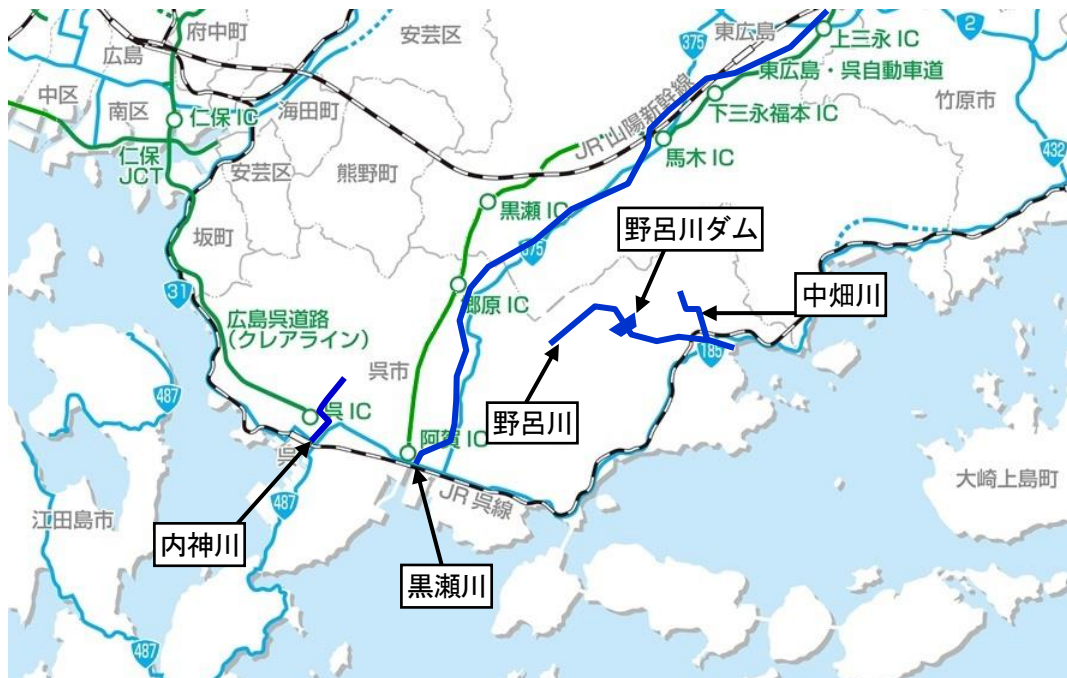 府中町
安芸区
広島
東広島
375
2
上三永 IC
東広島・呉自動車道
中区
南区
仁保 IC
海田町
JR 山陽新幹線
下三永福本 IC
竹原市
仁保
JCT
安芸区
熊野町
馬木 IC
432
黒瀬 IC
坂町
野呂川ダム
375
31
郷原 IC
中畑川
広島呉道路
(クレアライン)
185
呉市
487
野呂川
呉 IC
阿賀 IC
呉
大崎上島町
JR 呉線
487
江田島市
内神川
黒瀬川
487